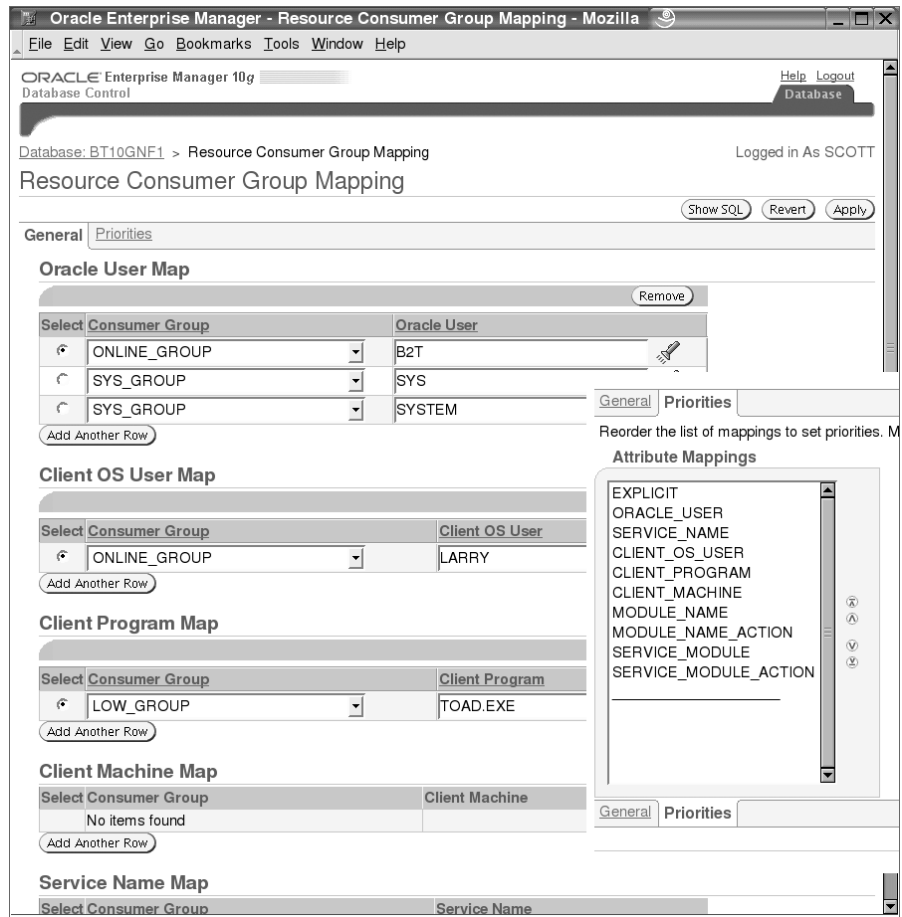 Oracle Enterprise Manager - Resource Consumer Group Mapping - Mozilla
File Edit View Go Bookmarks Tools Window Help
ORACLE Enterprise Manager 10g
Database Control
Help Logout
Database
Database: BT10GNF1 > Resource Consumer Group Mapping
Logged in As SCOTT
Resource Consumer Group Mapping
Show SQL Revert Apply
General Priorities
Oracle User Map
Remove
Select Consumer Group Oracle User
ONLINE_GROUP B2T
SYS_GROUP SYS
SYS_GROUP SYSTEM
Add Another Row
Client OS User Map
Select Consumer Group Client OS User
ONLINE_GROUP LARRY
Add Another Row
Client Program Map
Select Consumer Group Client Program
LOW_GROUP TOAD.EXE
Add Another Row
Client Machine Map
Select Consumer Group Client Machine
No items found
Add Another Row
Service Name Map
Select Consumer Group Service Name
General Priorities
Reorder the list of mappings to set priorities. M
Attribute Mappings
EXPLICIT
ORACLE_USER
SERVICE_NAME
CLIENT_OS_USER
CLIENT_PROGRAM
CLIENT_MACHINE
MODULE_NAME
MODULE_NAME_ACTION
SERVICE_MODULE
SERVICE_MODULE_ACTION
General Priorities